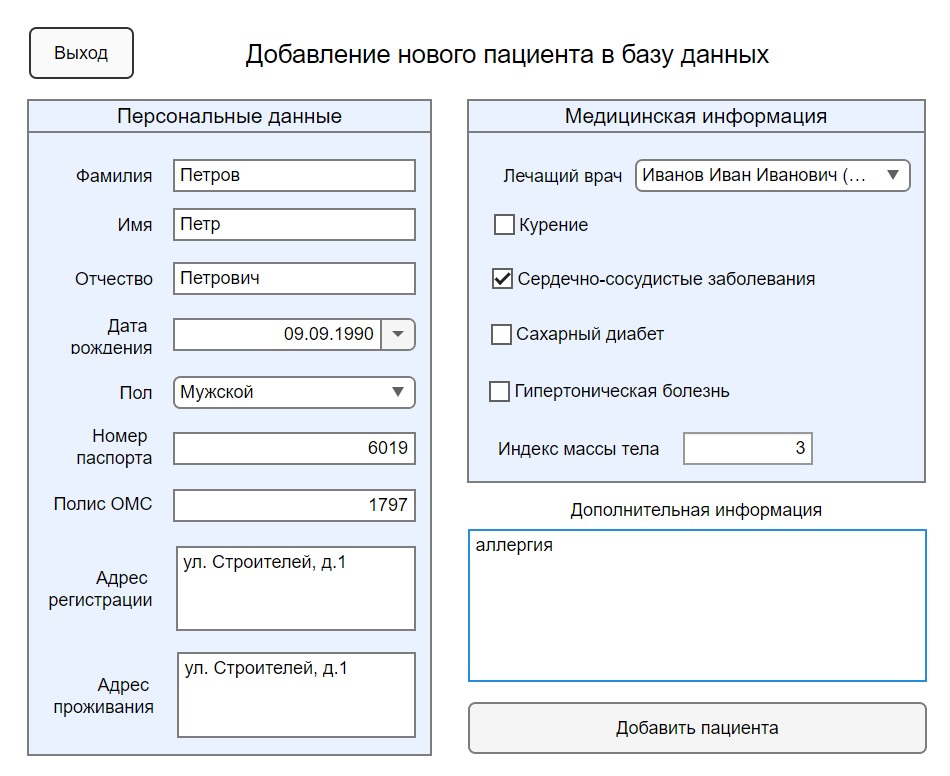 Выход
Добавление нового пациента в базу данных
Персональные данные
Фамилия
Петров
Имя
Петр
Отчество
Петрович
Дата
рождения
09.09.1990
Пол
Мужской
Номер
паспорта
6019
Полис ОМС
1797
Адрес
регистрации
ул. Строителей, д.1
Адрес
проживания
ул. Строителей, д.1
Медицинская информация
Лечащий врач
Иванов Иван Иванович (...
Курение
Сердечно-сосудистые заболевания
Сахарный диабет
Гипертоническая болезнь
Индекс массы тела
3
Дополнительная информация
аллергия
Добавить пациента